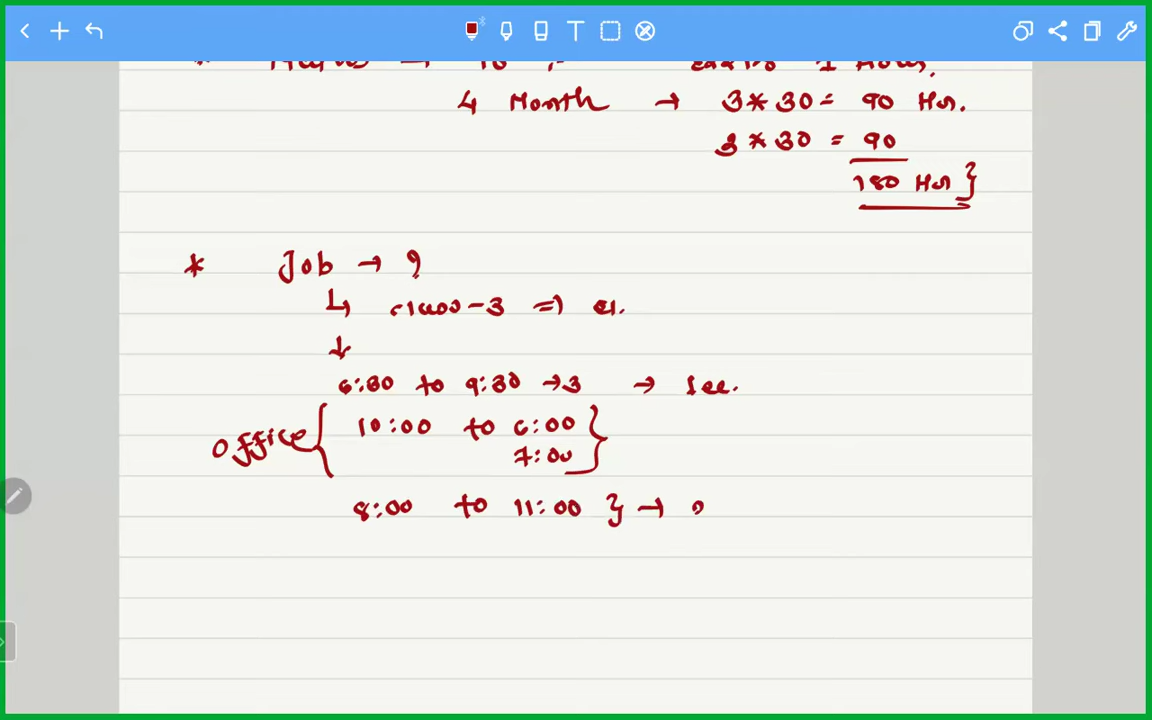 4 Month → 3*30 = 90 Hrs.
3*30 = 90
180 Hrs }
* Job → ?
↳ class-3 ⇒
↓
6:30 to 9:30 → 3 →
Office { 10:00 to 6:00 }
7:00
8:00 to 11:00 } →